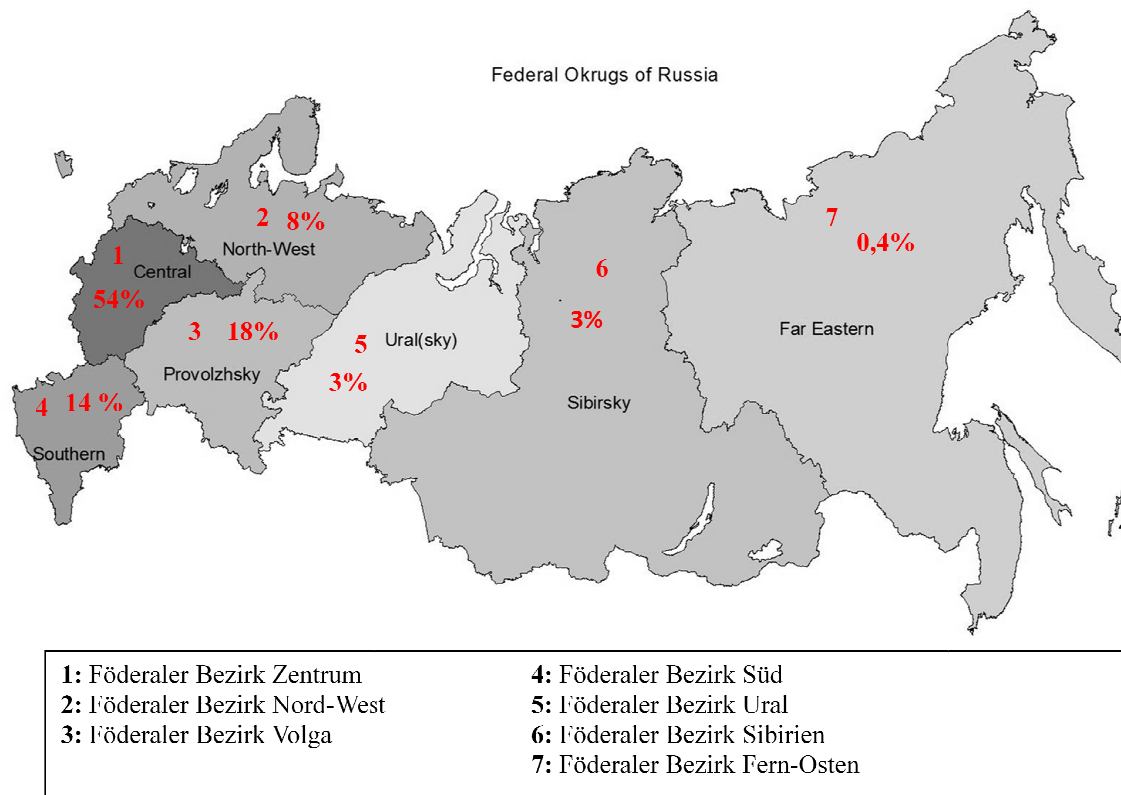 Federal Okrugs of Russia
2 8%
North-West
7
0,4%
1
Central
54%
6
3%
3 18%
Provolzhsky
5
Ural(sky)
3%
Far Eastern
4 14 %
Southern
Sibirsky
1: Föderaler Bezirk Zentrum
2: Föderaler Bezirk Nord-West
3: Föderaler Bezirk Volga
4: Föderaler Bezirk Süd
5: Föderaler Bezirk Ural
6: Föderaler Bezirk Sibirien
7: Föderaler Bezirk Fern-Osten